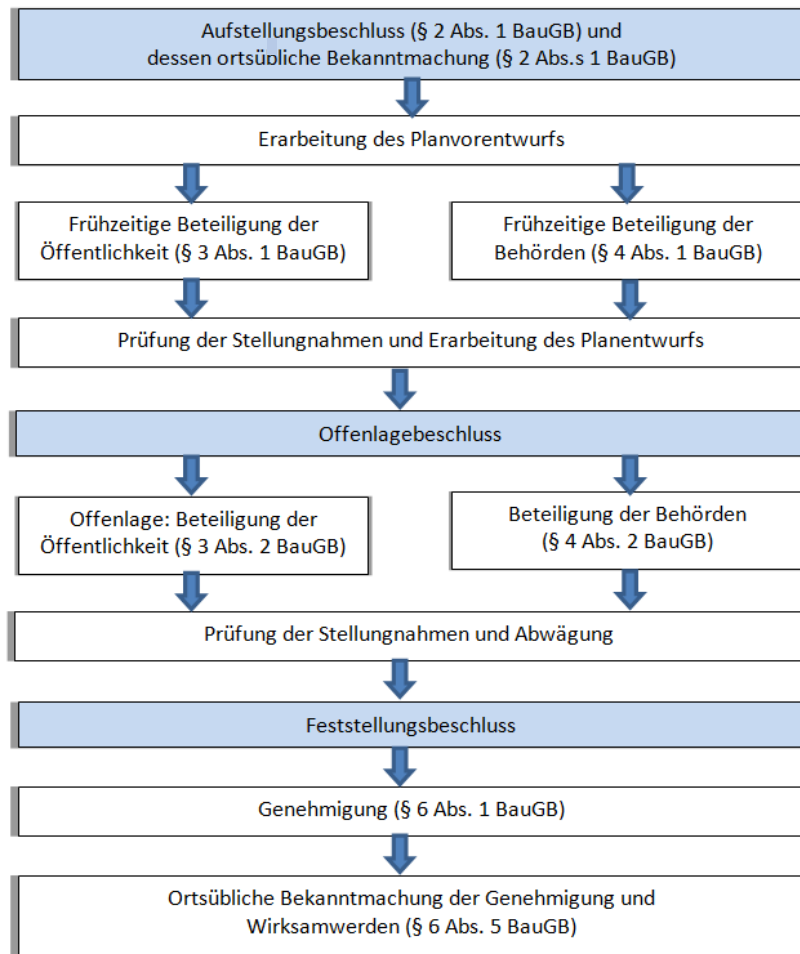 Aufstellungsbeschluss (§ 2 Abs. 1 BauGB) und
dessen ortsübliche Bekanntmachung (§ 2 Abs.s 1 BauGB)
Erarbeitung des Planvorentwurfs
Frühzeitige Beteiligung der
Öffentlichkeit (§ 3 Abs. 1 BauGB)
Frühzeitige Beteiligung der
Behörden (§ 4 Abs. 1 BauGB)
Prüfung der Stellungnahmen und Erarbeitung des Planentwurfs
Offenlagebeschluss
Offenlage: Beteiligung der
Öffentlichkeit (§ 3 Abs. 2 BauGB)
Beteiligung der Behörden
(§ 4 Abs. 2 BauGB)
Prüfung der Stellungnahmen und Abwägung
Feststellungsbeschluss
Genehmigung (§ 6 Abs. 1 BauGB)
Ortsübliche Bekanntmachung der Genehmigung und
Wirksamwerden (§ 6 Abs. 5 BauGB)